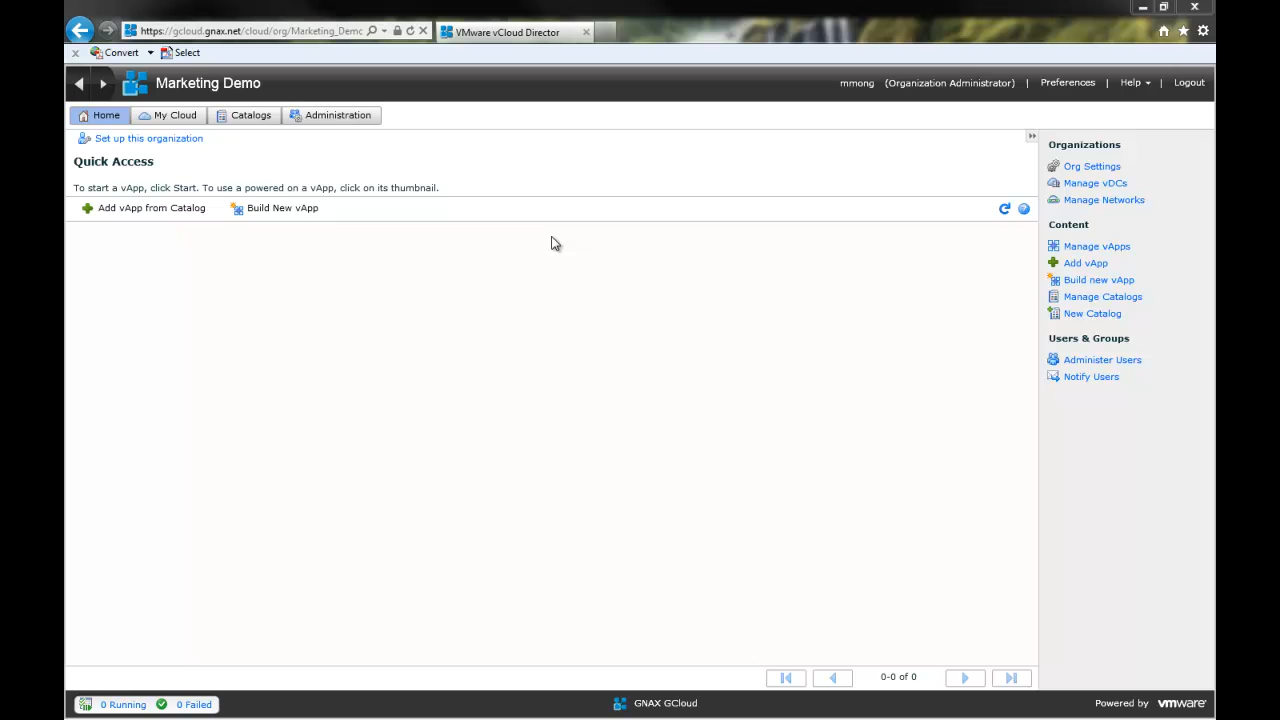 https://gcloud.gnax.net/cloud/org/Marketing_Demo
VMware vCloud Director
Convert
Select
Marketing Demo
mmong (Organization Administrator) | Preferences | Help | Logout
Home
My Cloud
Catalogs
Administration
Set up this organization
Quick Access
To start a vApp, click Start. To use a powered on a vApp, click on its thumbnail.
Add vApp from Catalog
Build New vApp
Organizations
Org Settings
Manage vDCs
Manage Networks
Content
Manage vApps
Add vApp
Build new vApp
Manage Catalogs
New Catalog
Users & Groups
Administer Users
Notify Users
0-0 of 0
0 Running
0 Failed
GNAX GCloud
Powered by vmware